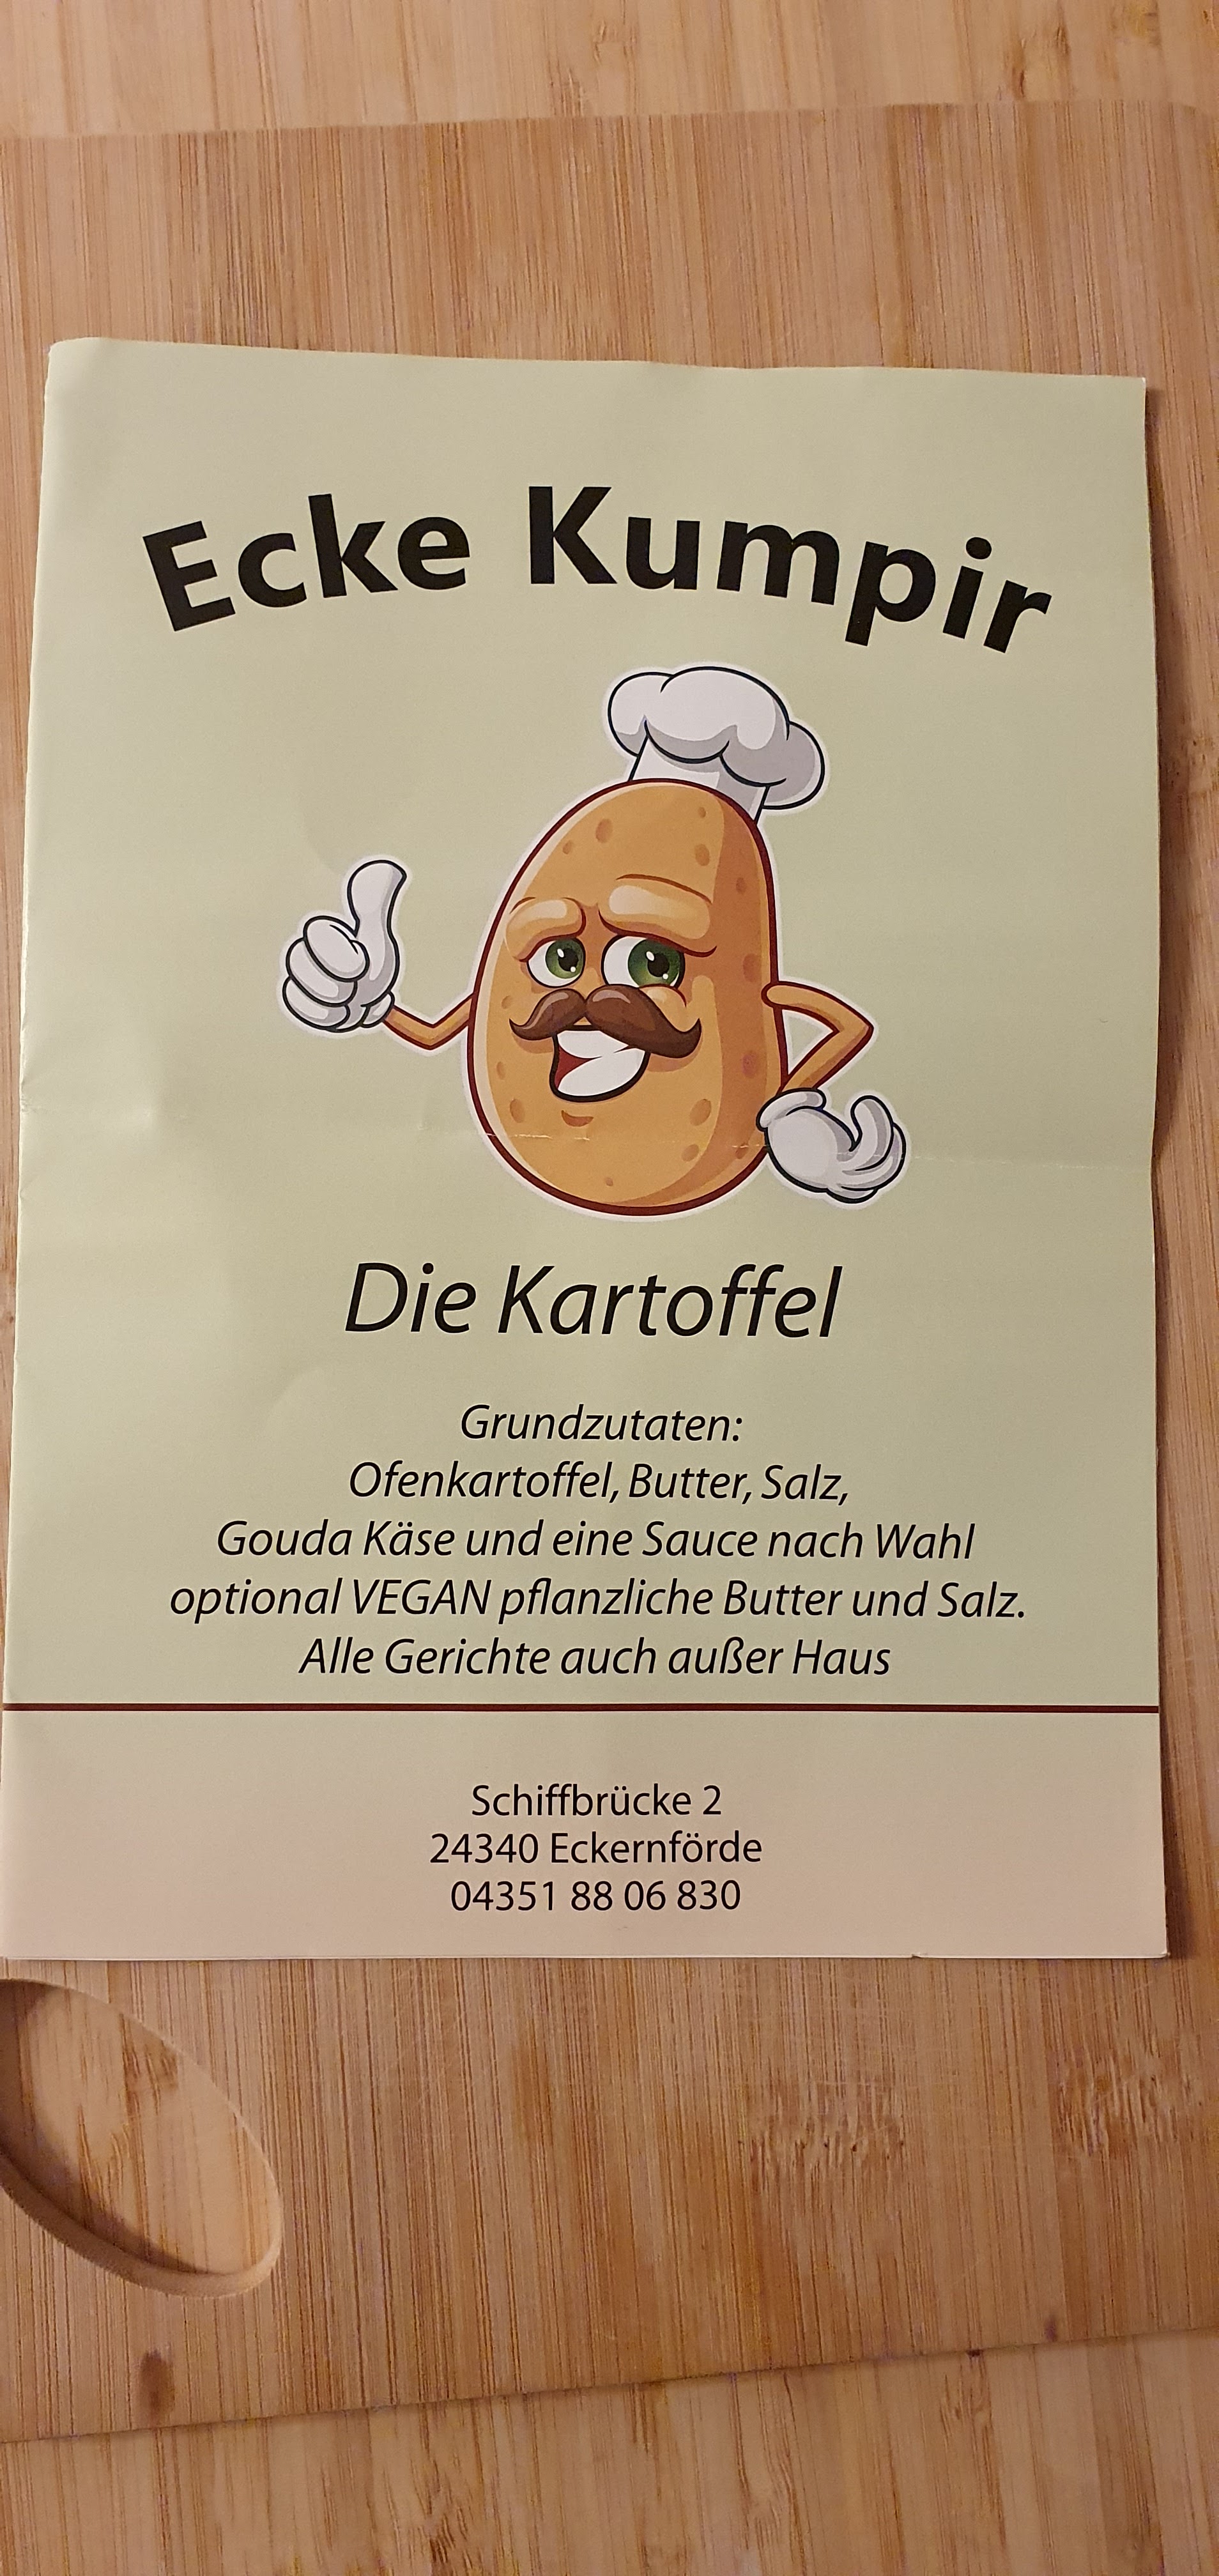 Ecke Kumpir
Die Kartoffel
Grundzutaten:
Ofenkartoffel, Butter, Salz,
Gouda Käse und eine Sauce nach Wahl
optional VEGAN pflanzliche Butter und Salz.
Alle Gerichte auch außer Haus
Schiffbrücke 2
24340 Eckernförde
04351 88 06 830